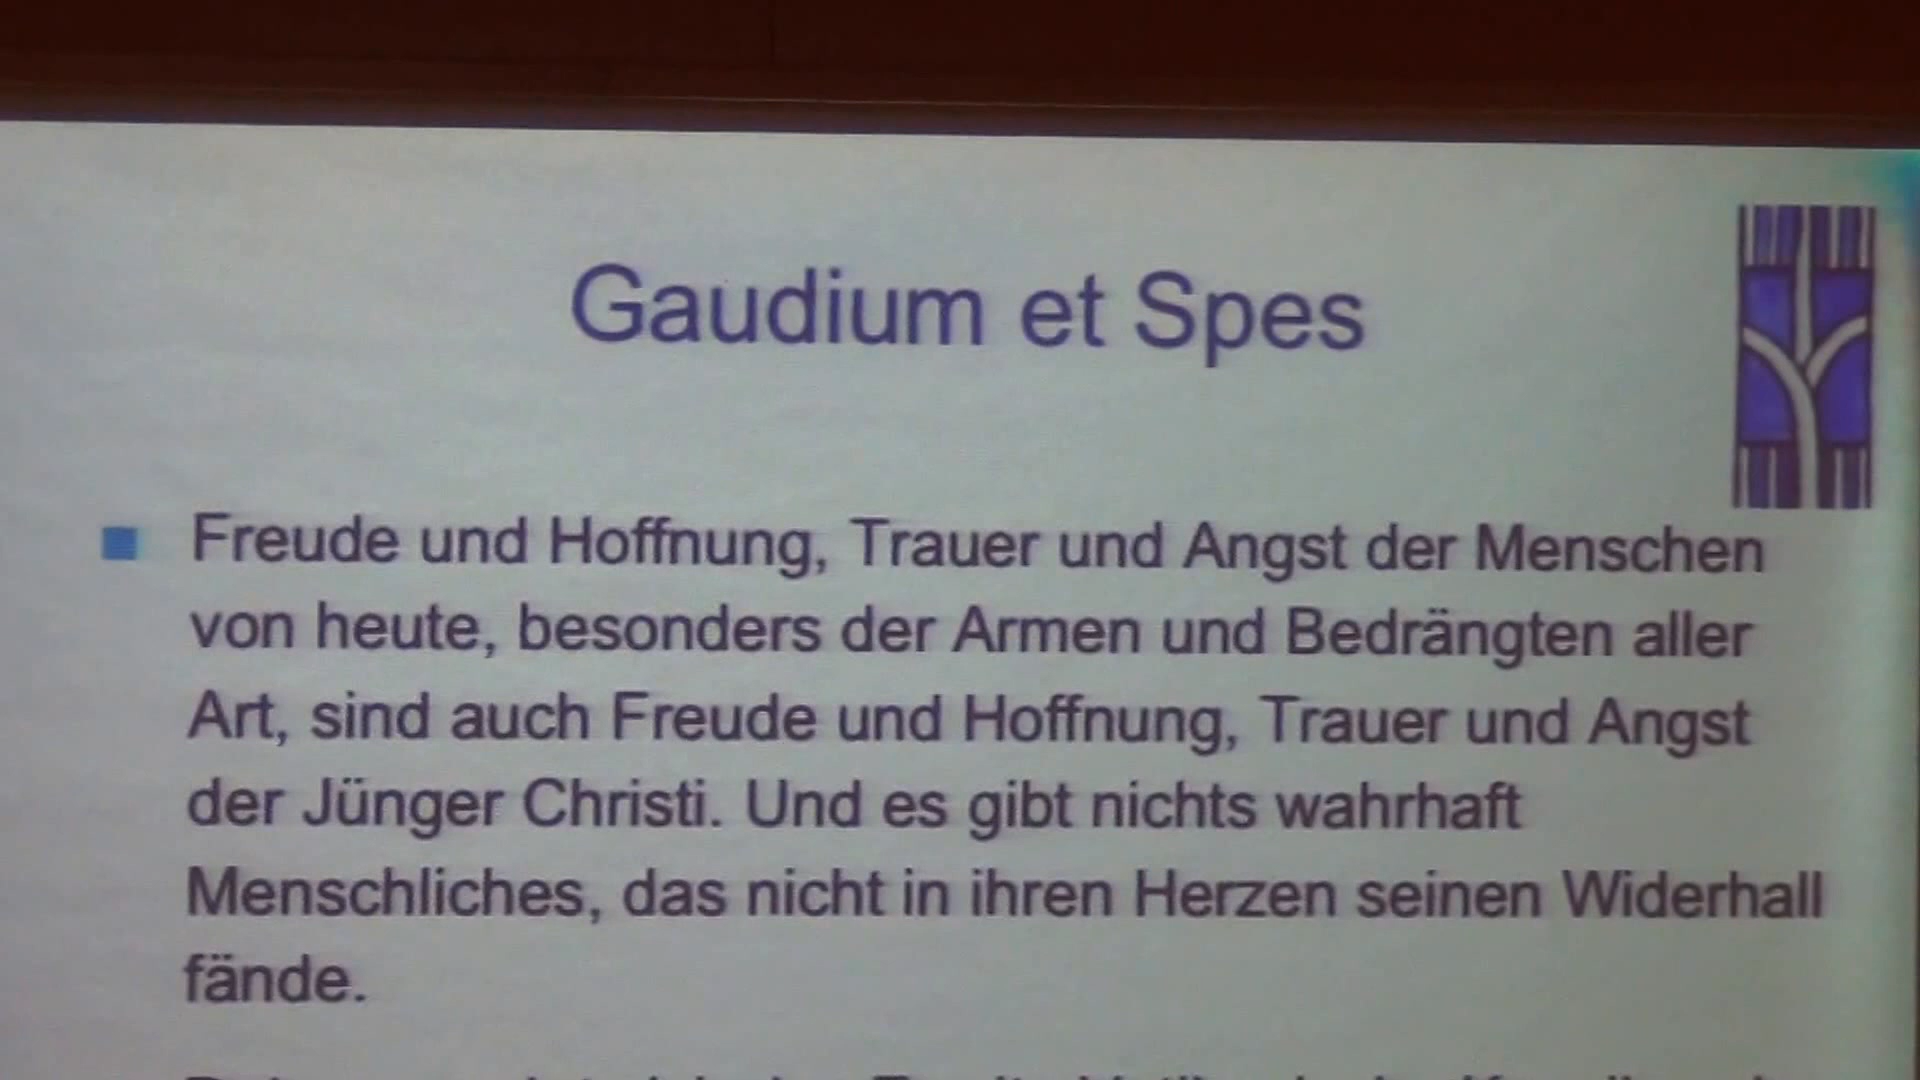 Gaudium et Spes
Freude und Hoffnung, Trauer und Angst der Menschen
von heute, besonders der Armen und Bedrängten aller
Art, sind auch Freude und Hoffnung, Trauer und Angst
der Jünger Christi. Und es gibt nichts wahrhaft
Menschliches, das nicht in ihren Herzen seinen Widerhall
fände.